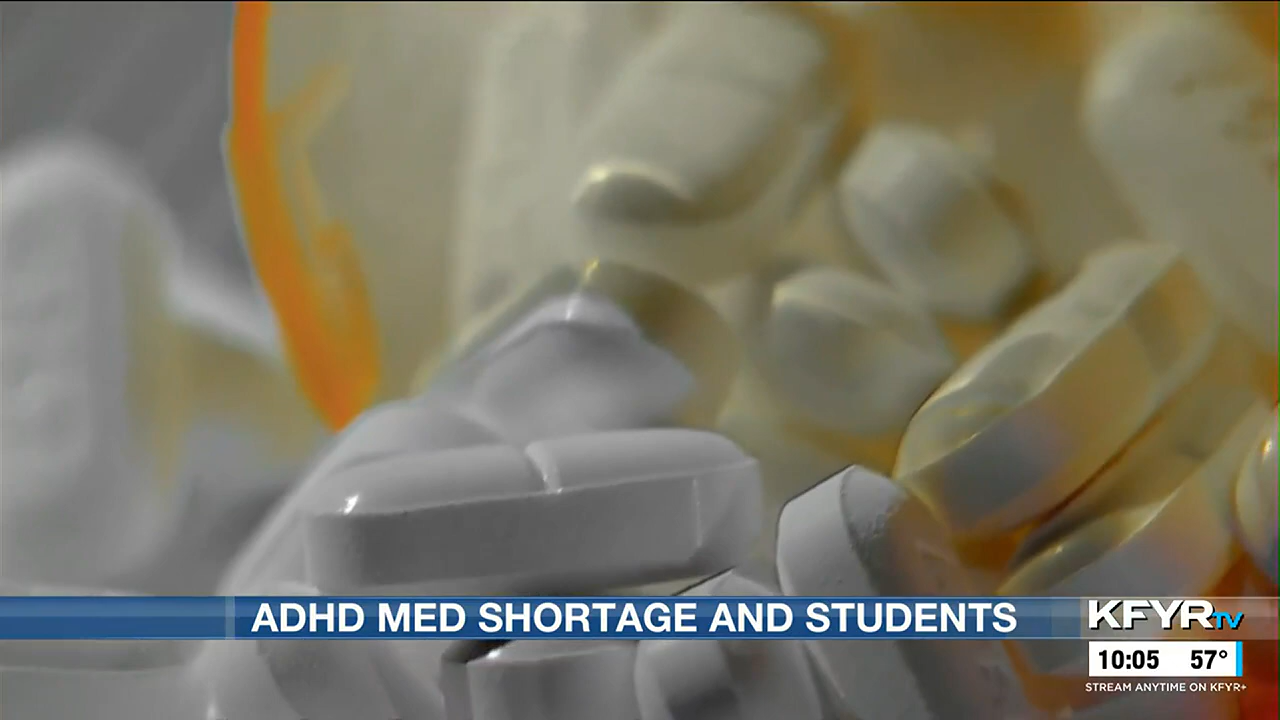 ADHD MED SHORTAGE AND STUDENTS
KFYRTV
10:05 57°
STREAM ANYTIME ON KFYR+